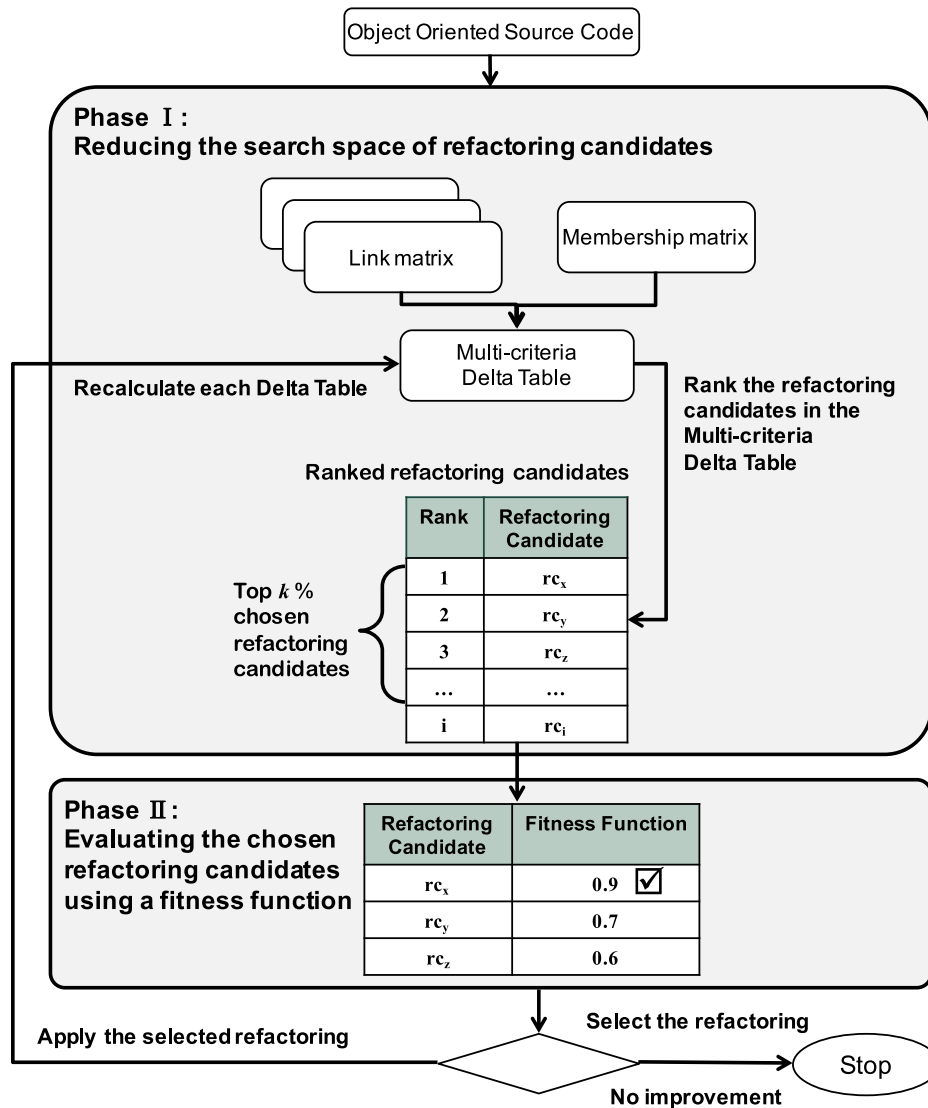 Object Oriented Source Code
Phase Ⅰ:
Reducing the search space of refactoring candidates
Link matrix
Membership matrix
Multi-criteria
Delta Table
Recalculate each Delta Table
Rank the refactoring
candidates in the
Multi-criteria
Delta Table
Ranked refactoring candidates
Rank Refactoring
Candidate
Top k %
chosen
refactoring
candidates
1 rcx
2 rcy
3 rcz
... ...
i rci
Phase Ⅱ:
Evaluating the chosen
refactoring candidates
using a fitness function
Refactoring
Candidate
Fitness Function
rcx 0.9
rcy 0.7
rcz 0.6
Apply the selected refactoring
Select the refactoring
Stop
No improvement